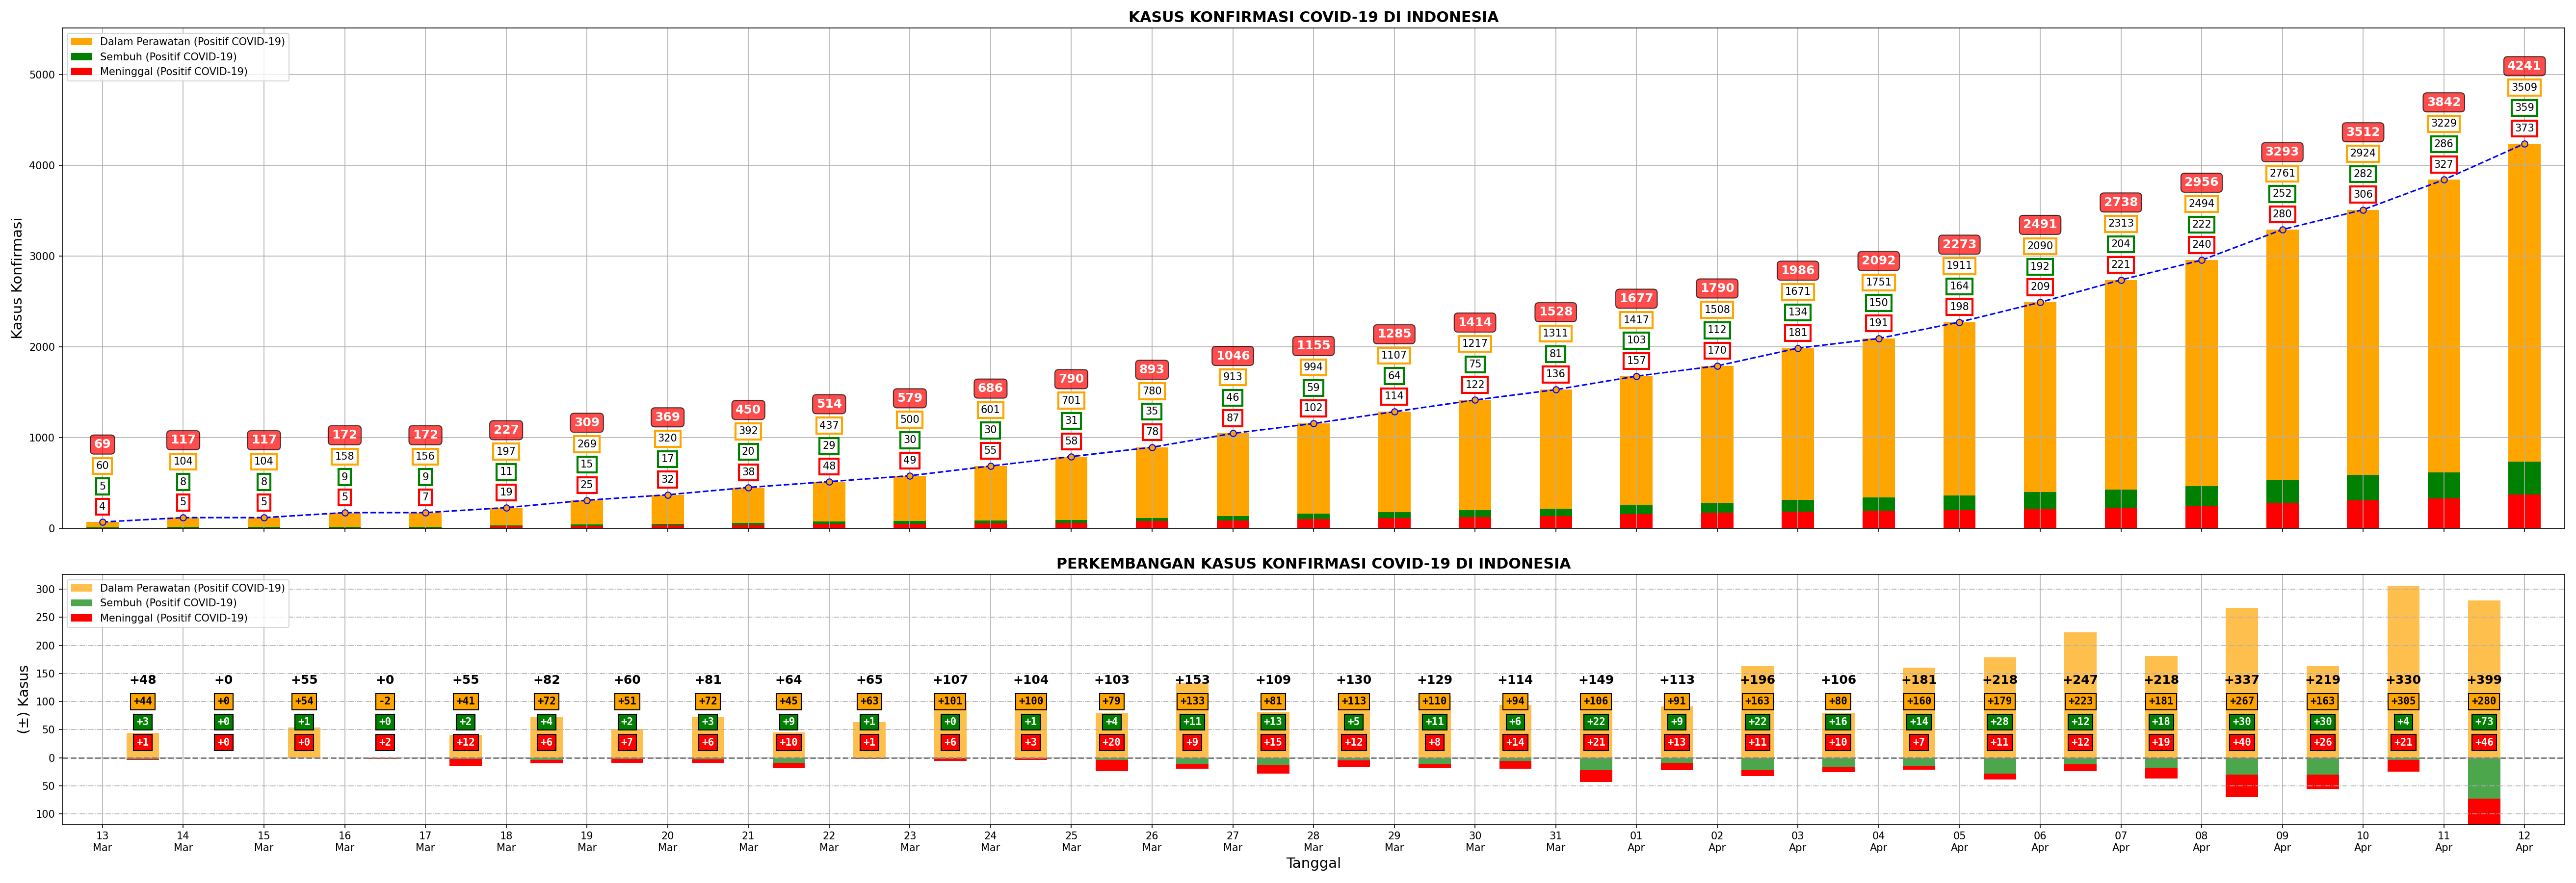 KASUS KONFIRMASI COVID-19 DI INDONESIA
Dalam Perawatan (Positif COVID-19)
Sembuh (Positif COVID-19)
Meninggal (Positif COVID-19)
Kasus Konfirmasi
5000
4000
3000
2000
1000
0
69 117 117 172 172 227 309 369 450 514 579 686 790 893 1046 1155 1285 1414 1528 1677 1790 1986 2092 2273 2491 2738 2956 3293 3512 3842 4241
60 104 104 158 156 197 269 320 392 437 500 601 701 780 913 994 1107 1217 1311 1417 1508 1671 1751 1911 2090 2313 2494 2761 2924 3229 3509
5 8 8 9 9 11 15 17 20 29 30 30 31 35 46 59 64 75 81 103 112 134 150 164 192 204 222 252 282 286 359
4 5 5 5 7 19 25 32 38 48 49 55 58 78 87 102 114 122 136 157 170 181 191 198 209 221 240 280 306 327 373
PERKEMBANGAN KASUS KONFIRMASI COVID-19 DI INDONESIA
Dalam Perawatan (Positif COVID-19)
Sembuh (Positif COVID-19)
Meninggal (Positif COVID-19)
(±) Kasus
300
250
200
150
100
50
0
50
100
+48 +0 +55 +0 +55 +82 +60 +81 +64 +65 +107 +104 +103 +153 +109 +130 +129 +114 +149 +113 +196 +106 +181 +218 +247 +218 +337 +219 +330 +399
+44 +0 +54 -2 +41 +72 +51 +72 +45 +63 +101 +100 +79 +133 +81 +113 +110 +94 +106 +91 +163 +80 +160 +179 +223 +181 +267 +163 +305 +280
+3 +0 +1 +0 +2 +4 +2 +3 +9 +1 +0 +1 +4 +11 +13 +5 +11 +6 +22 +9 +22 +16 +14 +28 +12 +18 +30 +30 +4 +73
+1 +0 +0 +2 +12 +6 +7 +6 +10 +1 +6 +3 +20 +9 +15 +12 +8 +14 +21 +13 +11 +10 +7 +11 +12 +19 +40 +26 +21 +46
13 14 15 16 17 18 19 20 21 22 23 24 25 26 27 28 29 30 31 01 02 03 04 05 06 07 08 09 10 11 12
Mar Mar Mar Mar Mar Mar Mar Mar Mar Mar Mar Mar Mar Mar Mar Mar Mar Mar Mar Apr Apr Apr Apr Apr Apr Apr Apr Apr Apr Apr Apr
Tanggal